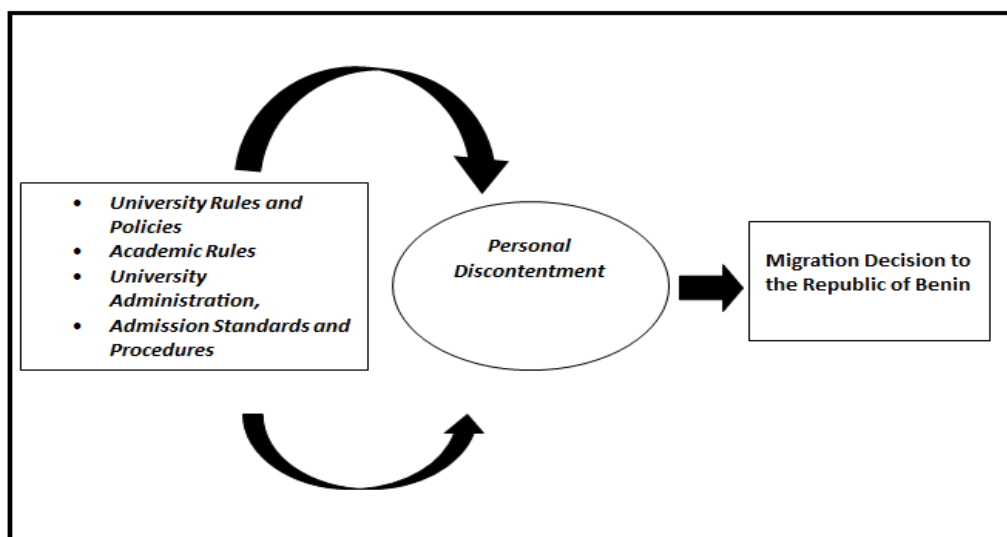 • University Rules and
Policies
• Academic Rules
• University
Administration,
• Admission Standards and
Procedures
Personal
Discontentment
Migration Decision to
the Republic of Benin